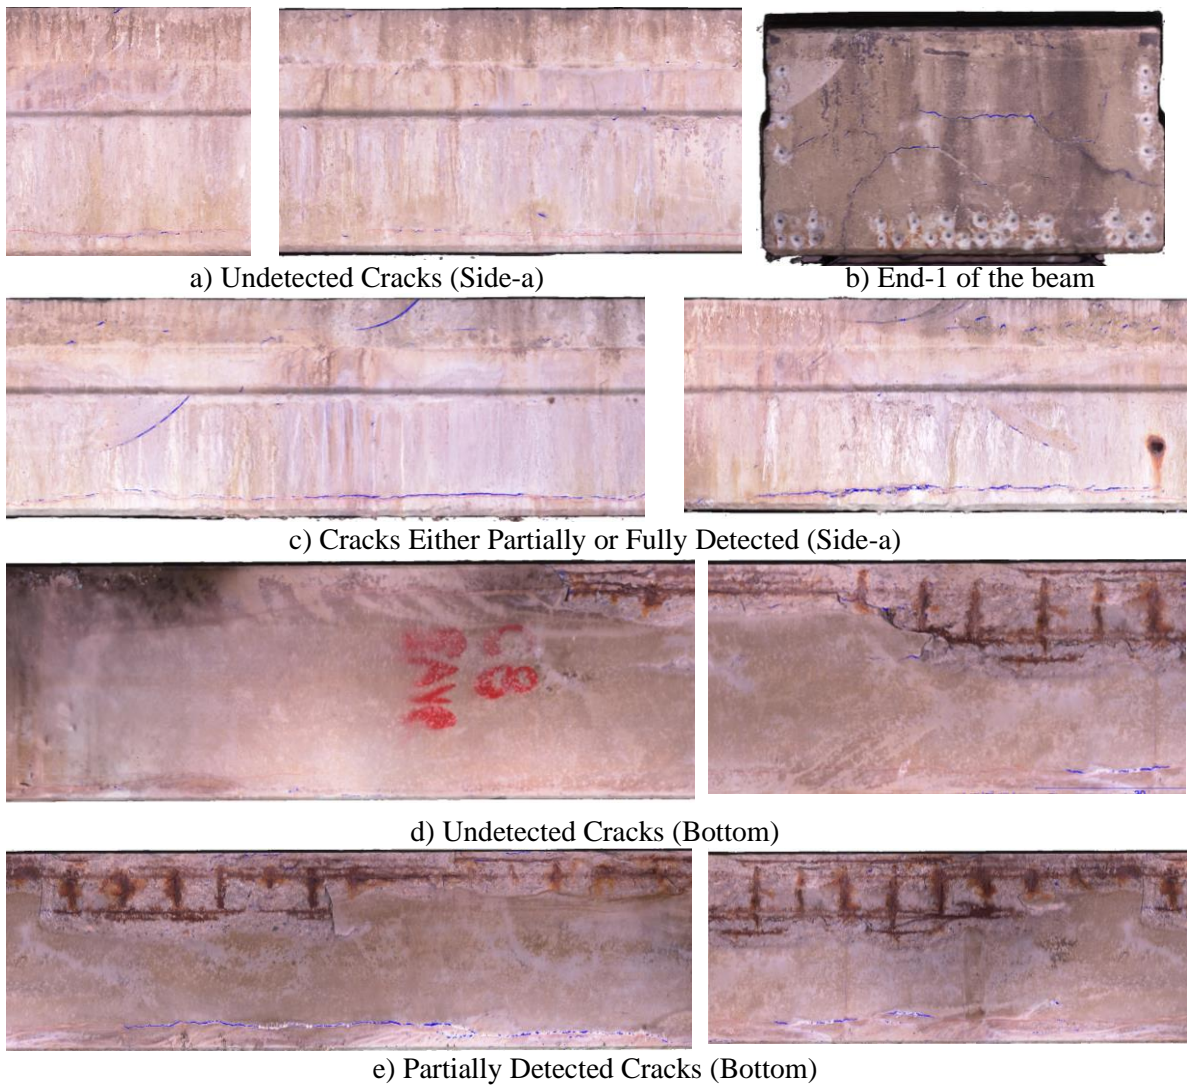 a) Undetected Cracks (Side-a)
b) End-1 of the beam
c) Cracks Either Partially or Fully Detected (Side-a)
d) Undetected Cracks (Bottom)
e) Partially Detected Cracks (Bottom)